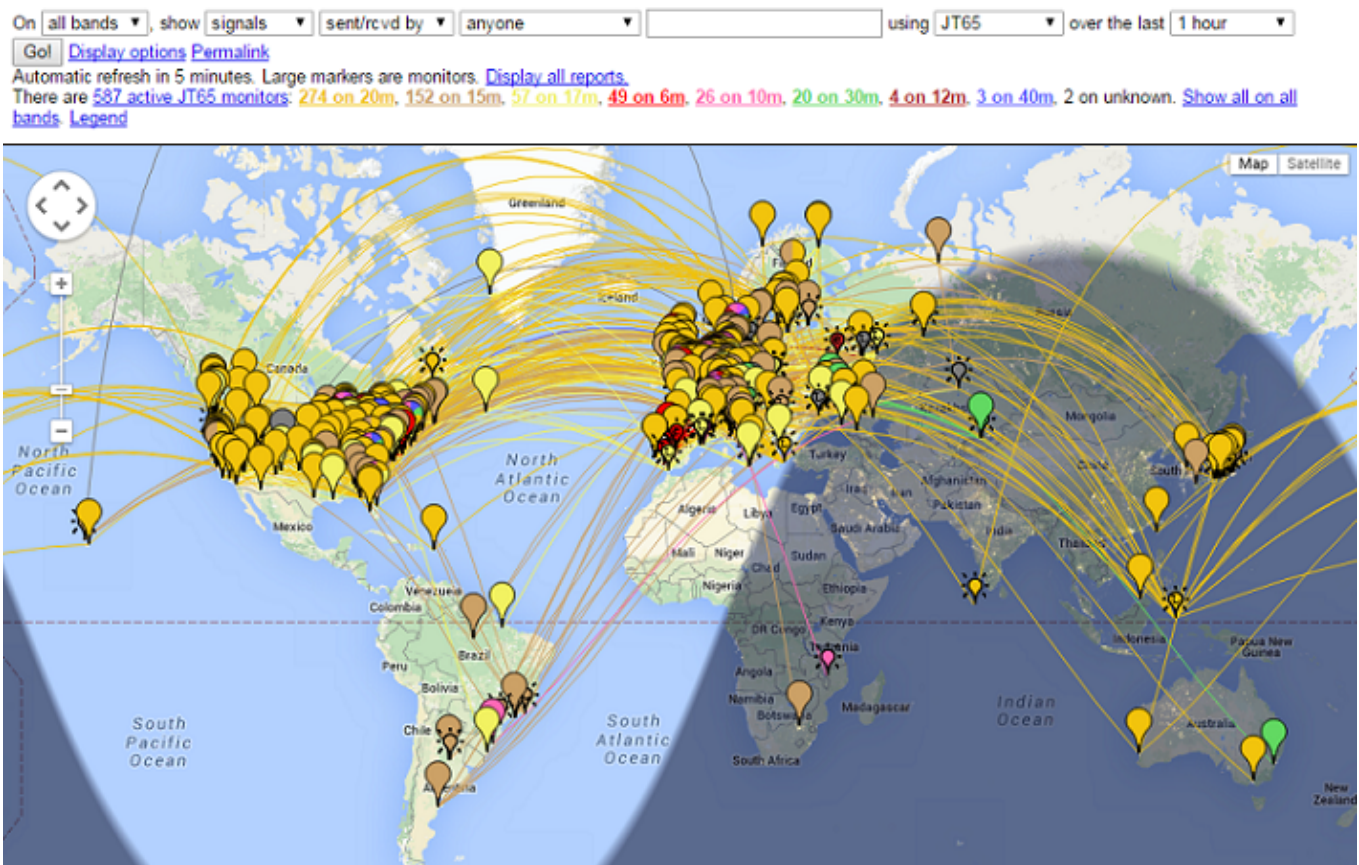 On all bands , show signals sent/rcvd by anyone using JT65 over the last 1 hour
Go! Display options Permalink
Automatic refresh in 5 minutes. Large markers are monitors. Display all reports.
There are 587 active JT65 monitors: 274 on 20m, 152 on 15m, 57 on 17m, 49 on 6m, 26 on 10m, 20 on 30m, 4 on 12m, 3 on 40m, 2 on unknown. Show all on all
bands. Legend
Map Satellite
Greenland
Iceland
Canada
Mongolia
North
Pacific
Ocean
North
Atlantic
Ocean
Turkey
Afghanistan
Iraq
Iran
Pakistan
Algeria
Libya
Egypt
Saudi Arabia
India
Mexico
Mali
Niger
Chad
Sudan
Nigeria
Ethiopia
Venezuela
Colombia
DR Congo
Kenya
Indonesia
Papua New
Guinea
Brazil
Peru
Bolivia
Angola
Namibia
Botswana
Madagascar
Indian
Ocean
Chile
South
Pacific
Ocean
South
Atlantic
Ocean
Australia
South Africa
New
Zealand